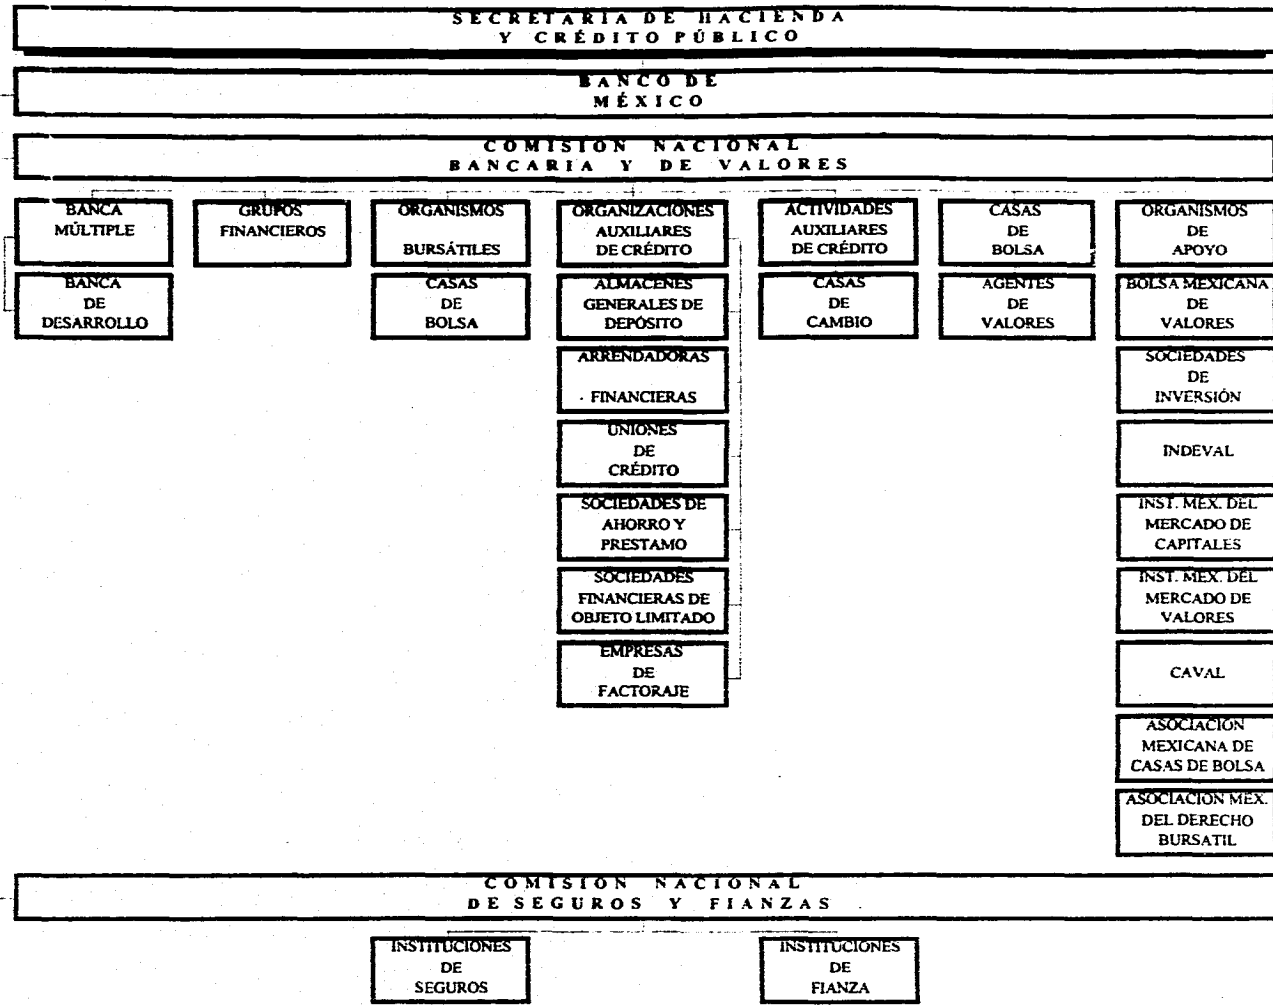 SECRETARÍA DE HACIENDA
Y CRÉDITO PÚBLICO
BANCO DE
MÉXICO
COMISIÓN NACIONAL
BANCARIA Y DE VALORES
BANCA
MÚLTIPLE
BANCA
DE
DESARROLLO
GRUPOS
FINANCIEROS
ORGANISMOS
BURSÁTILES
CASAS
DE
BOLSA
ORGANIZACIONES
AUXILIARES
DE CRÉDITO
ALMACENES
GENERALES DE
DEPÓSITO
ARRENDADORAS
FINANCIERAS
UNIONES
DE
CRÉDITO
SOCIEDADES DE
AHORRO Y
PRESTAMO
SOCIEDADES
FINANCIERAS DE
OBJETO LIMITADO
EMPRESAS
DE
FACTORAJE
ACTIVIDADES
AUXILIARES
DE CRÉDITO
CASAS
DE
CAMBIO
CASAS
DE
BOLSA
AGENTES
DE
VALORES
ORGANISMOS
DE
APOYO
BOLSA MEXICANA
DE
VALORES
SOCIEDADES
DE
INVERSIÓN
INDEVAL
INST. MEX. DEL
MERCADO DE
CAPITALES
INST. MEX. DEL
MERCADO DE
VALORES
CAVAL
ASOCIACION
MEXICANA DE
CASAS DE BOLSA
ASOCIACION MEX.
DEL DERECHO
BURSATIL
COMISIÓN NACIONAL
DE SEGUROS Y FIANZAS
INSTITUCIONES
DE
SEGUROS
INSTITUCIONES
DE
FIANZA